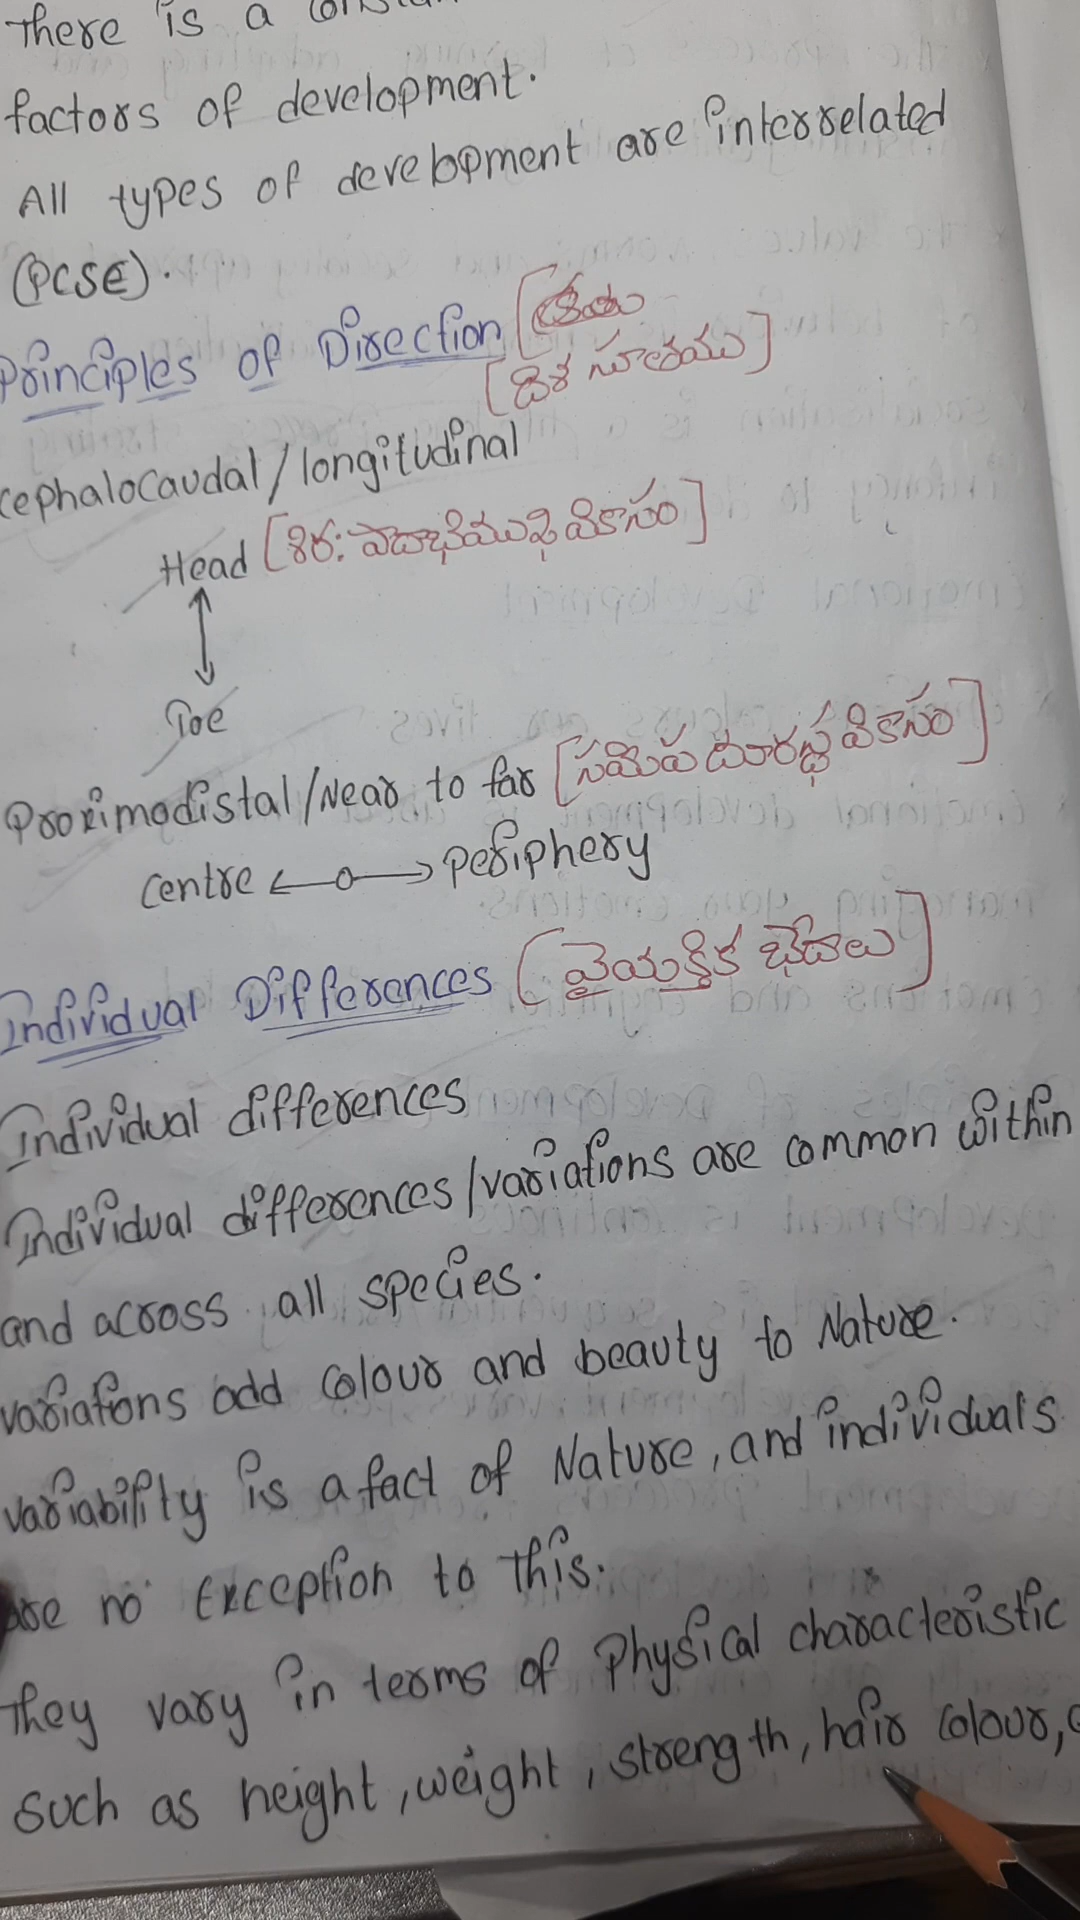 There is a
factors of development.
All types of development are interrelated
(PCSE).
Principles of Direction
[దిశ సూత్రము]
cephalocaudal/longitudinal
Head [శిర: పాదాభిముఖ వికాసం]
Toe
Proximodistal/Near to far [సమీప దూరస్థ వికాసం]
centre ← o → periphery
Individual Differences (వైయక్తిక భేదాలు)
Individual differences
Individual differences/variations are common within
and across all species.
variations add colour and beauty to Nature.
variability is a fact of Nature, and individuals
are no exception to this.
They vary in terms of Physical characteristic
such as height, weight, strength, hair colour,